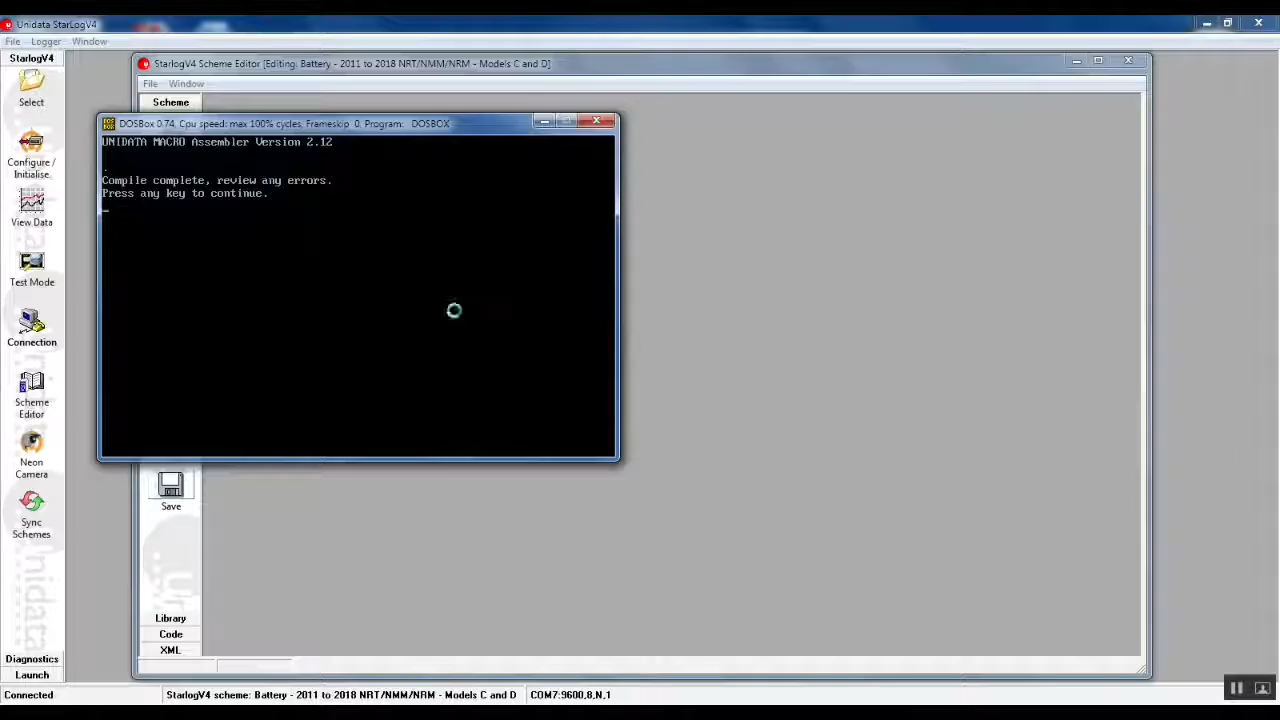 Unidata StarLogV4
File Logger Window
StarlogV4
Select
Configure /
Initialise
View Data
Test Mode
Connection
Scheme
Editor
Neon
Camera
Sync
Schemes
Diagnostics
Launch
StarlogV4 Scheme Editor [Editing: Battery - 2011 to 2018 NRT/NMM/NRM - Models C and D]
File Window
Scheme
DOSBox 0.74, Cpu speed: max 100% cycles, Frameskip 0, Program: DOSBOX
UNIDATA MACRO Assembler Version 2.12
.
Compile complete, review any errors.
Press any key to continue.
Save
Library
Code
XML
Connected
StarlogV4 scheme: Battery - 2011 to 2018 NRT/NMM/NRM - Models C and D
COM7:9600,8,N,1